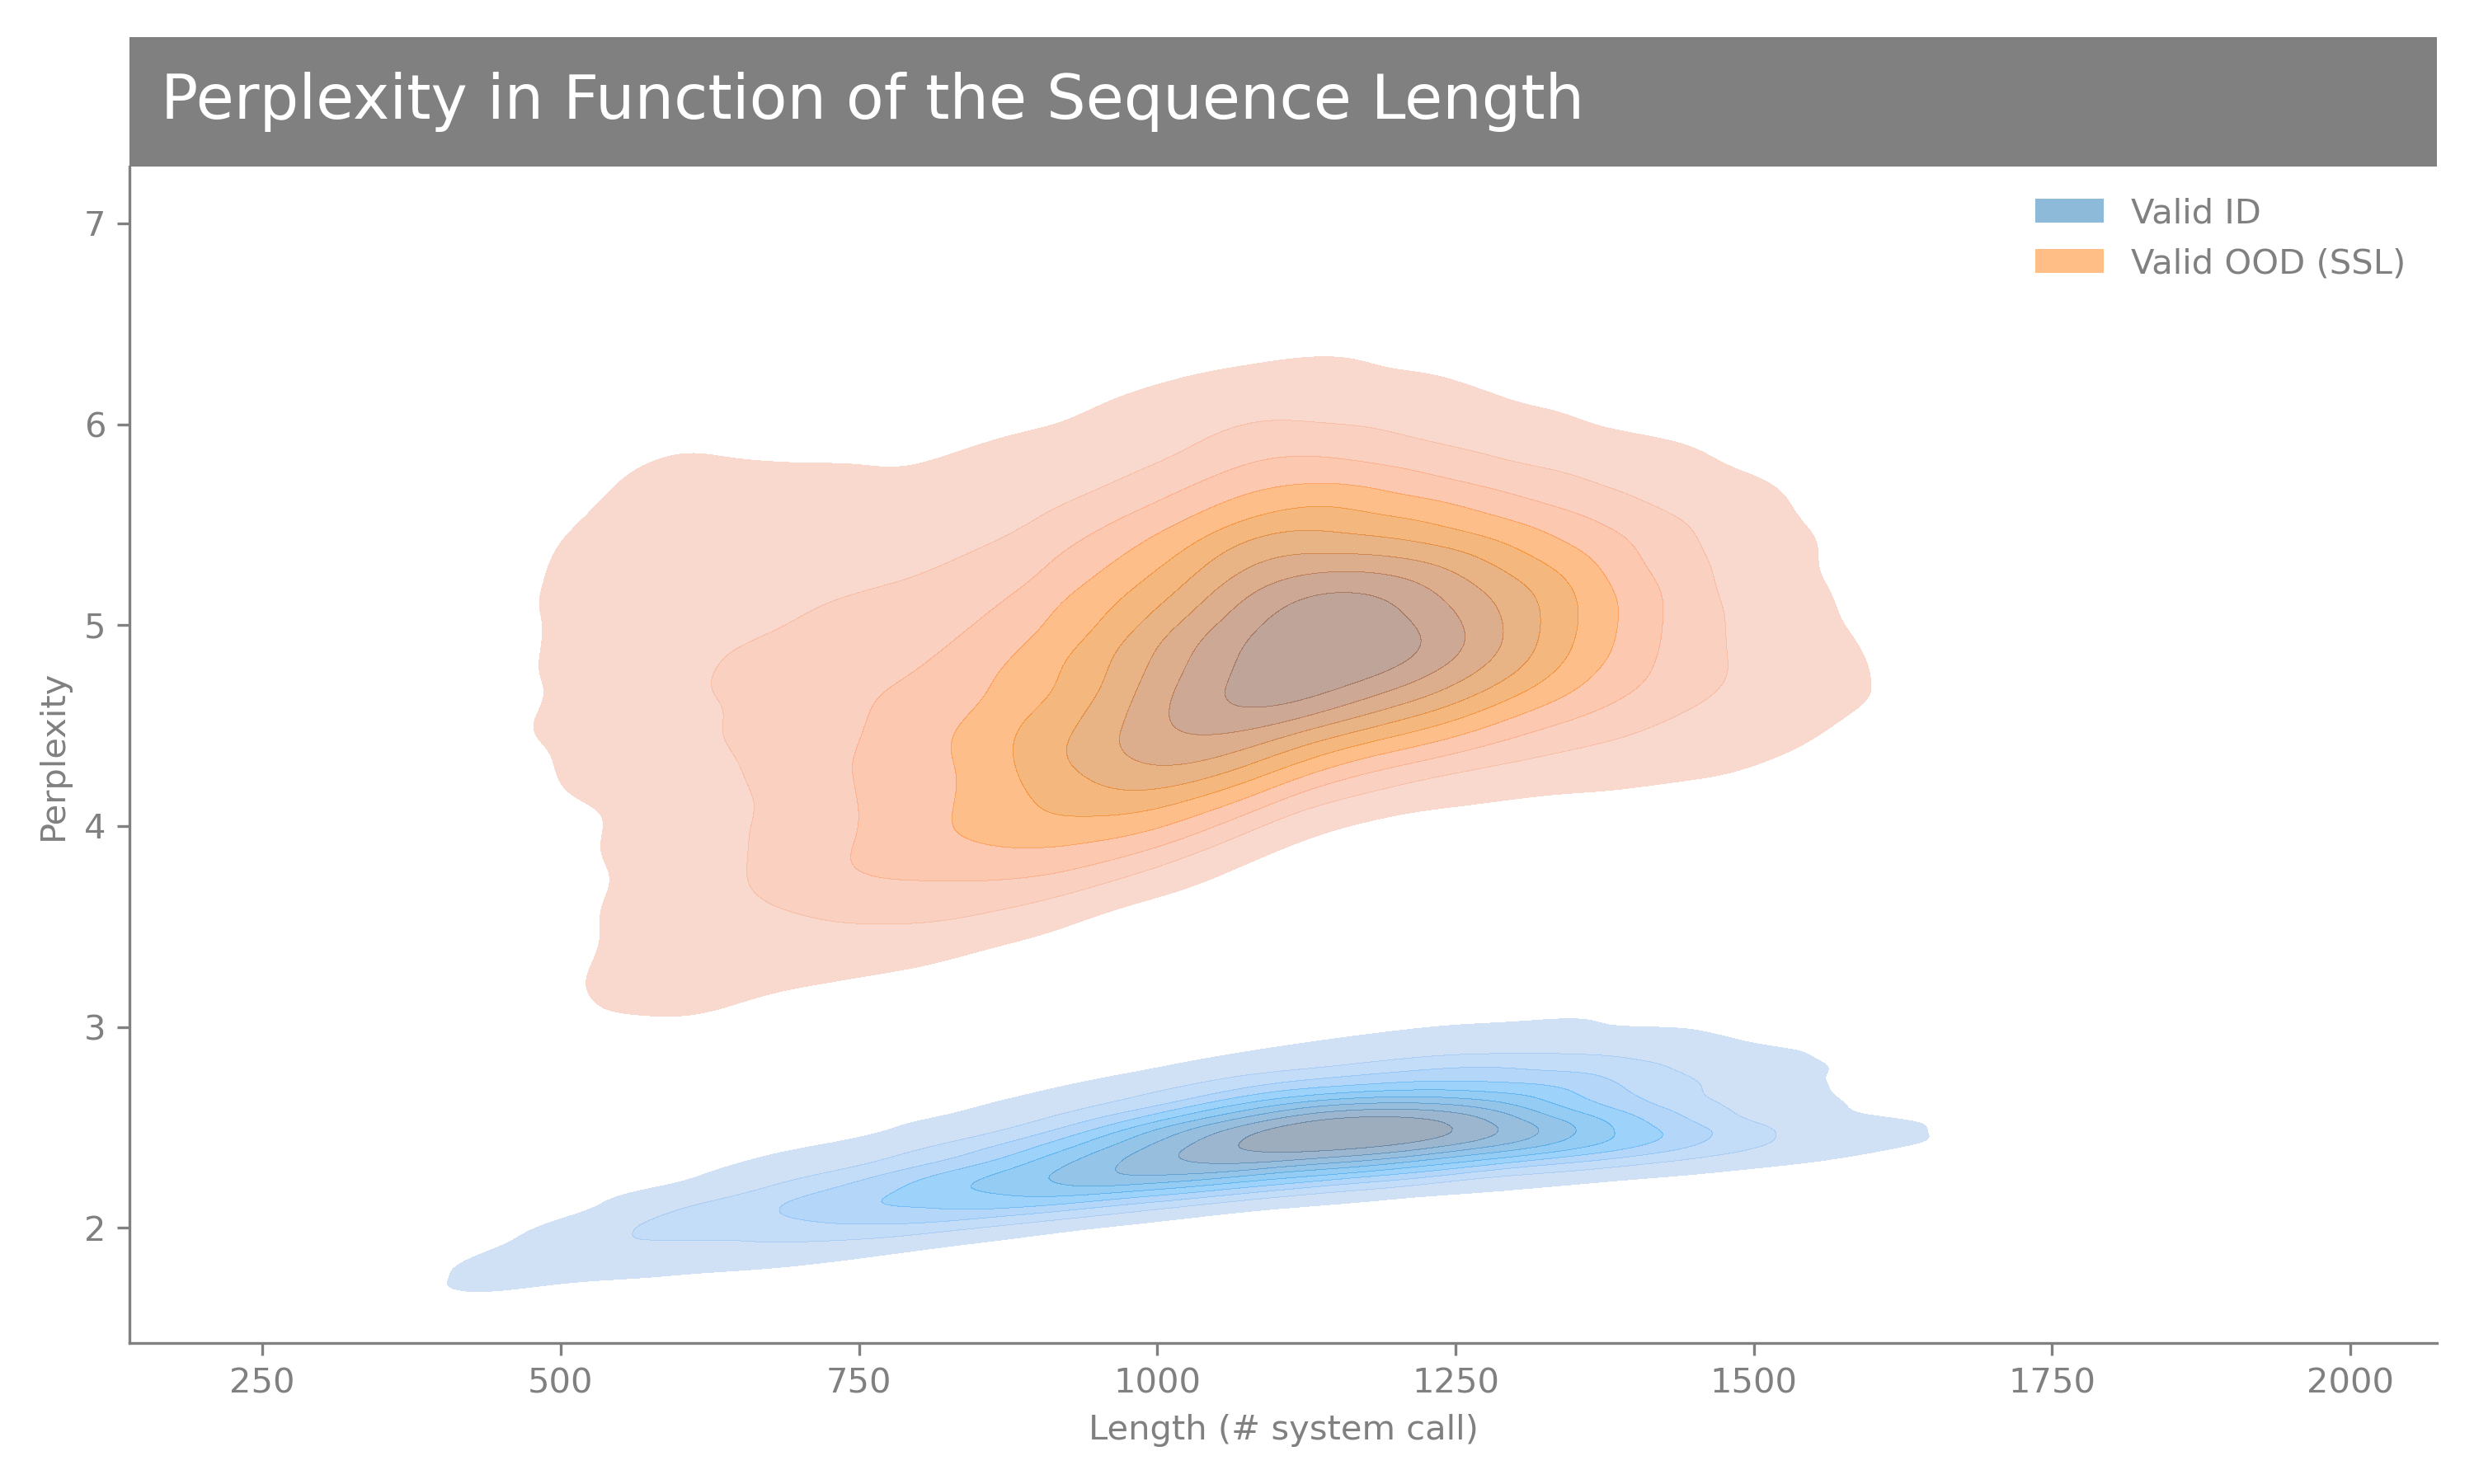 Perplexity in Function of the Sequence Length
Valid ID
Valid OOD (SSL)
7
6
5
4
3
2
Perplexity
250 500 750 1000 1250 1500 1750 2000
Length (# system call)